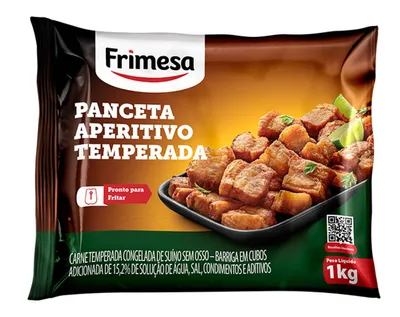 Frimesa
PANCETA
APERITIVO
TEMPERADA
Pronto para
Fritar
CARNE TEMPERADA CONGELADA DE SUÍNO SEM OSSO – BARRIGA EM CUBOS
ADICIONADA DE 15,2% DE SOLUÇÃO DE ÁGUA, SAL, CONDIMENTOS E ADITIVOS
Peso Líquido
1kg